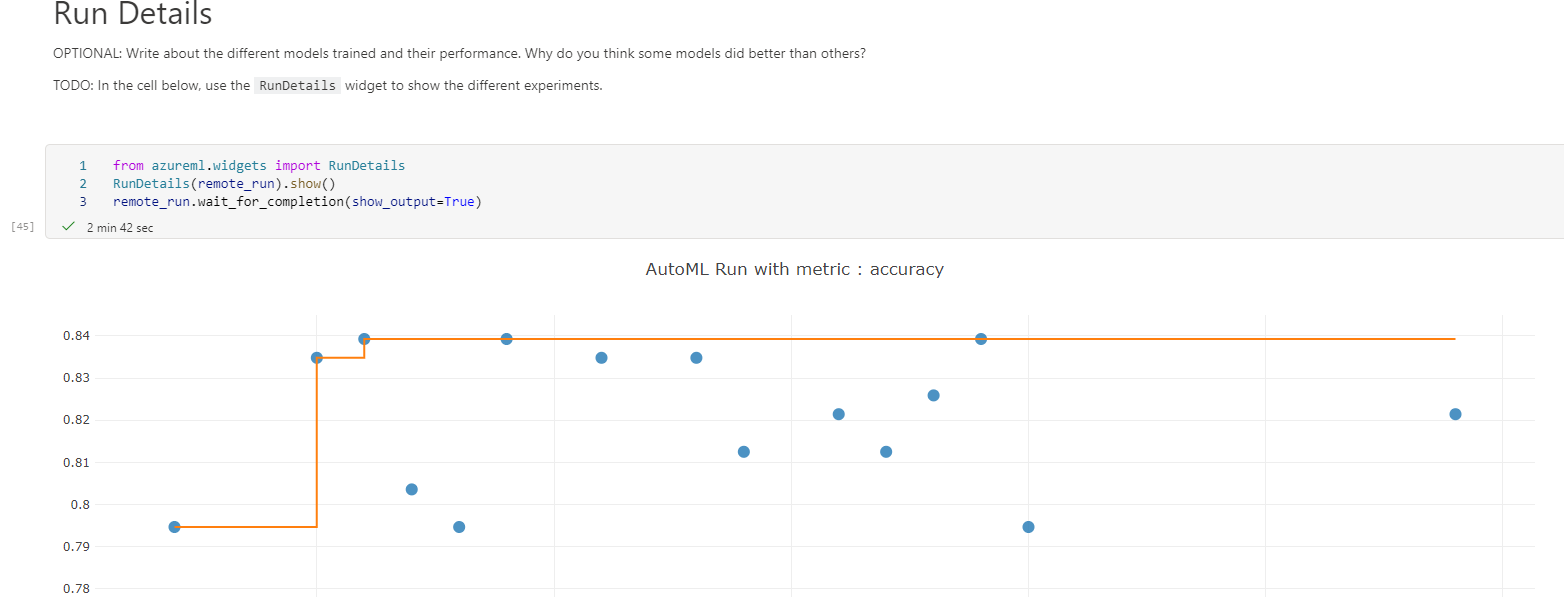 Run Details
OPTIONAL: Write about the different models trained and their performance. Why do you think some models did better than others?
TODO: In the cell below, use the RunDetails widget to show the different experiments.
1 from azureml.widgets import RunDetails
2 RunDetails(remote_run).show()
3 remote_run.wait_for_completion(show_output=True)
[45] ✓ 2 min 42 sec
AutoML Run with metric : accuracy
0.84
0.83
0.82
0.81
0.8
0.79
0.78